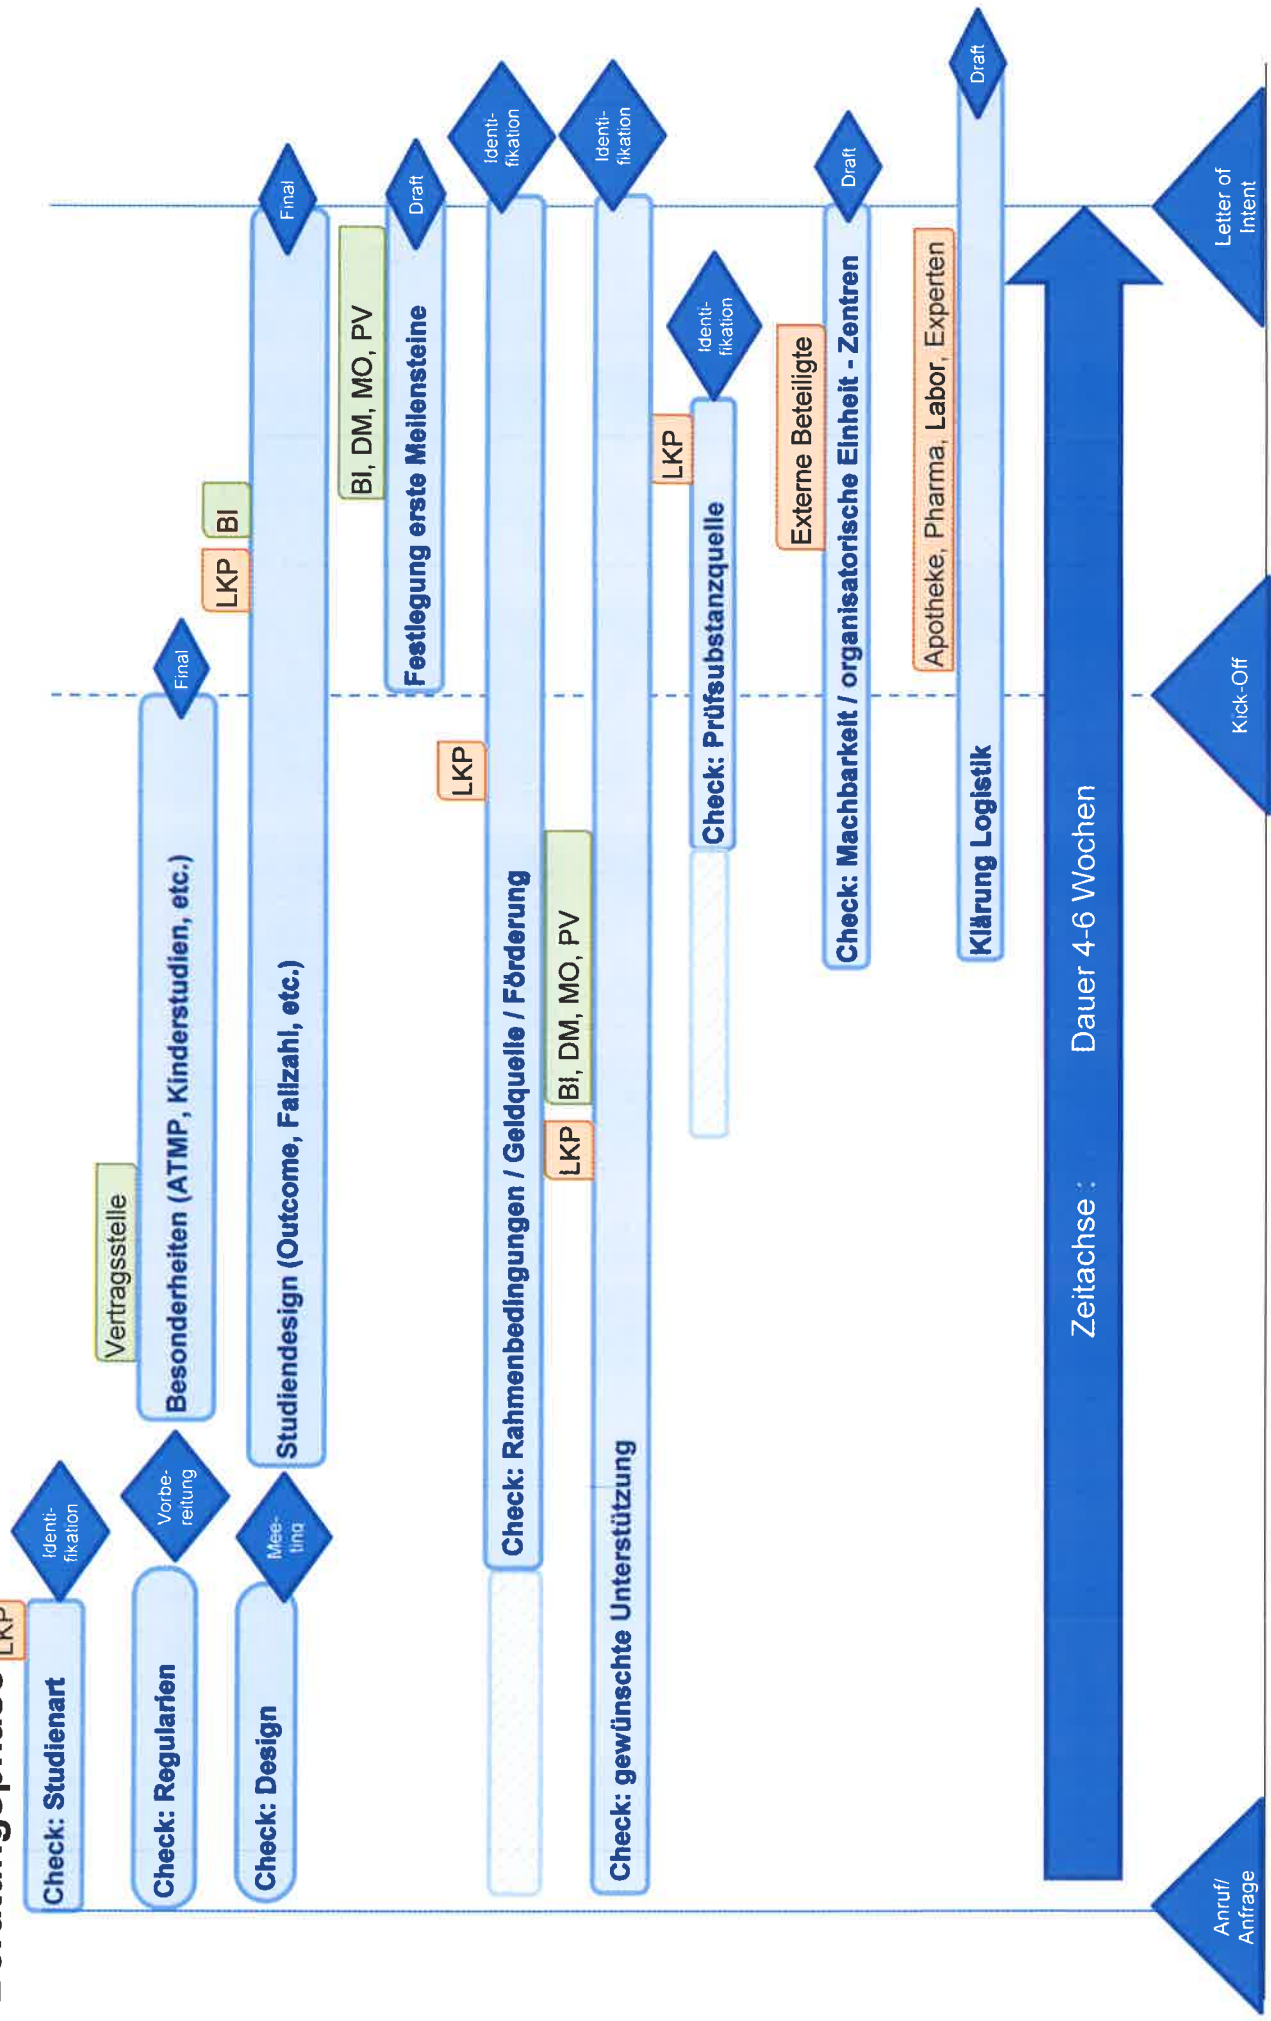 LKP
Check: Studienart
Identi-
fikation
Vertragsstelle
Check: Regularien
Vorbe-
reitung
Besonderheiten (ATMP, Kinderstudien, etc.)
Final
LKP
BI
Check: Design
Mee-
ting
Studiendesign (Outcome, Fallzahl, etc.)
Final
BI, DM, MO, PV
Festlegung erste Meilensteine
Draft
LKP
Check: Rahmenbedingungen / Geldquelle / Förderung
Identi-
fikation
LKP
BI, DM, MO, PV
Check: gewünschte Unterstützung
Identi-
fikation
LKP
Check: Prüfsubstanzquelle
Identi-
fikation
Externe Beteiligte
Check: Machbarkeit / organisatorische Einheit - Zentren
Draft
Apotheke, Pharma, Labor, Experten
Klärung Logistik
Draft
Zeitachse : Dauer 4-6 Wochen
Anruf/
Anfrage
Kick-Off
Letter of
Intent